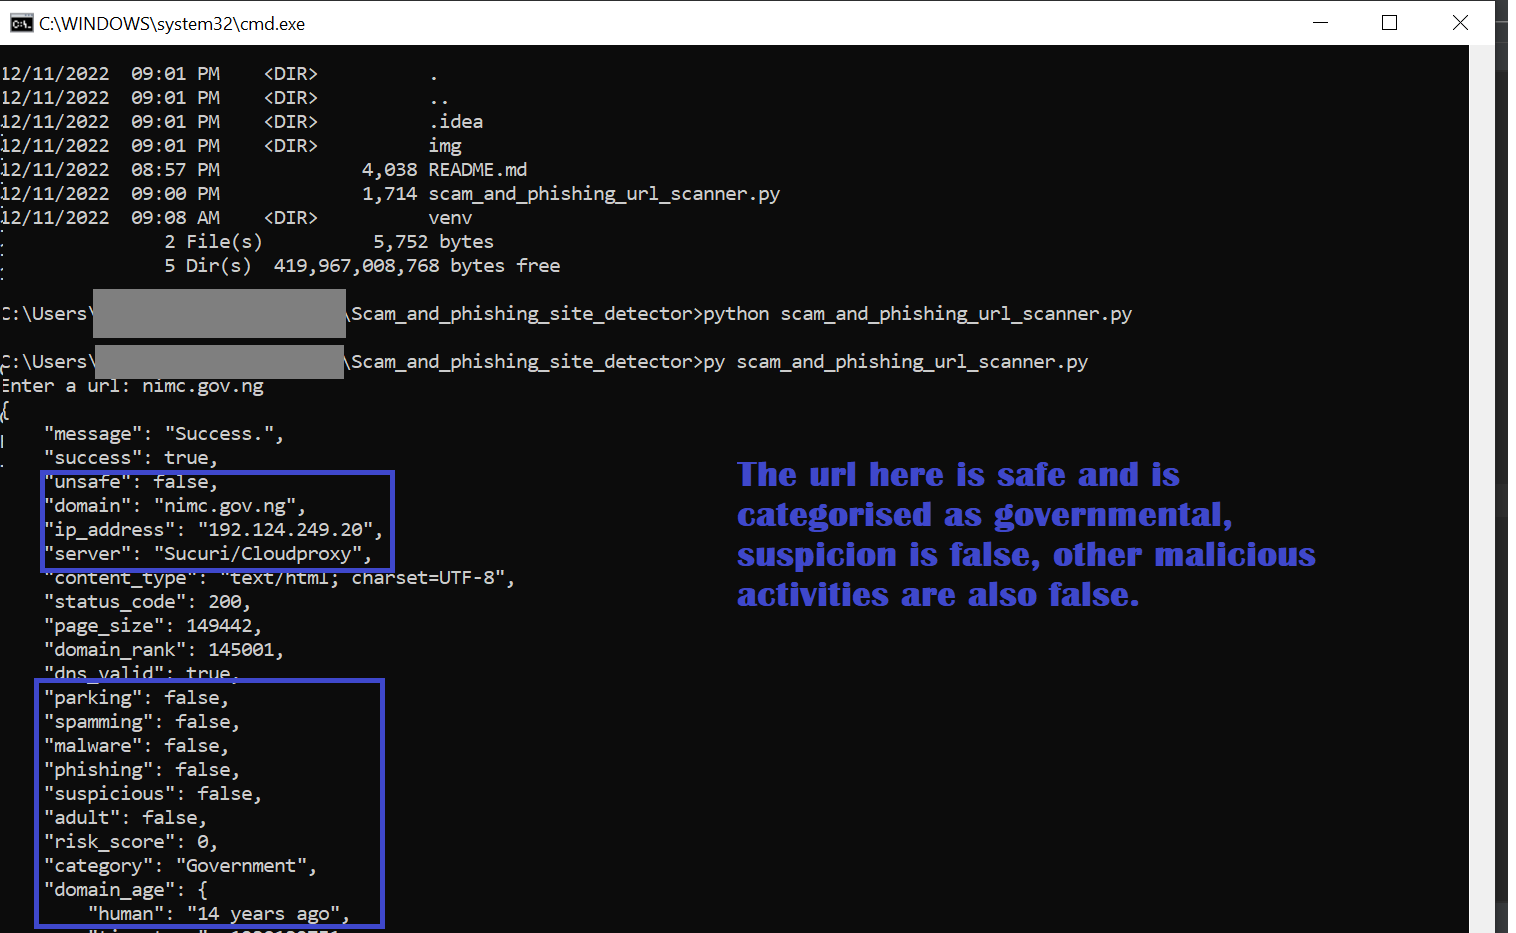 C:\WINDOWS\system32\cmd.exe
12/11/2022  09:01 PM    <DIR>          .
12/11/2022  09:01 PM    <DIR>          ..
12/11/2022  09:01 PM    <DIR>          .idea
12/11/2022  09:01 PM    <DIR>          img
12/11/2022  08:57 PM             4,038 README.md
12/11/2022  09:00 PM             1,714 scam_and_phishing_url_scanner.py
12/11/2022  09:08 AM    <DIR>          venv
2 File(s)          5,752 bytes
5 Dir(s)  419,967,008,768 bytes free
C:\Users\ \Scam_and_phishing_site_detector>python scam_and_phishing_url_scanner.py
C:\Users\ \Scam_and_phishing_site_detector>py scam_and_phishing_url_scanner.py
Enter a url: nimc.gov.ng
{
"message": "Success.",
"success": true,
"unsafe": false,
"domain": "nimc.gov.ng",
"ip_address": "192.124.249.20",
"server": "Sucuri/Cloudproxy",
"content_type": "text/html; charset=UTF-8",
"status_code": 200,
"page_size": 149442,
"domain_rank": 145001,
"dns_valid": true,
"parking": false,
"spamming": false,
"malware": false,
"phishing": false,
"suspicious": false,
"adult": false,
"risk_score": 0,
"category": "Government",
"domain_age": {
"human": "14 years ago",
The url here is safe and is
categorised as governmental,
suspicion is false, other malicious
activities are also false.